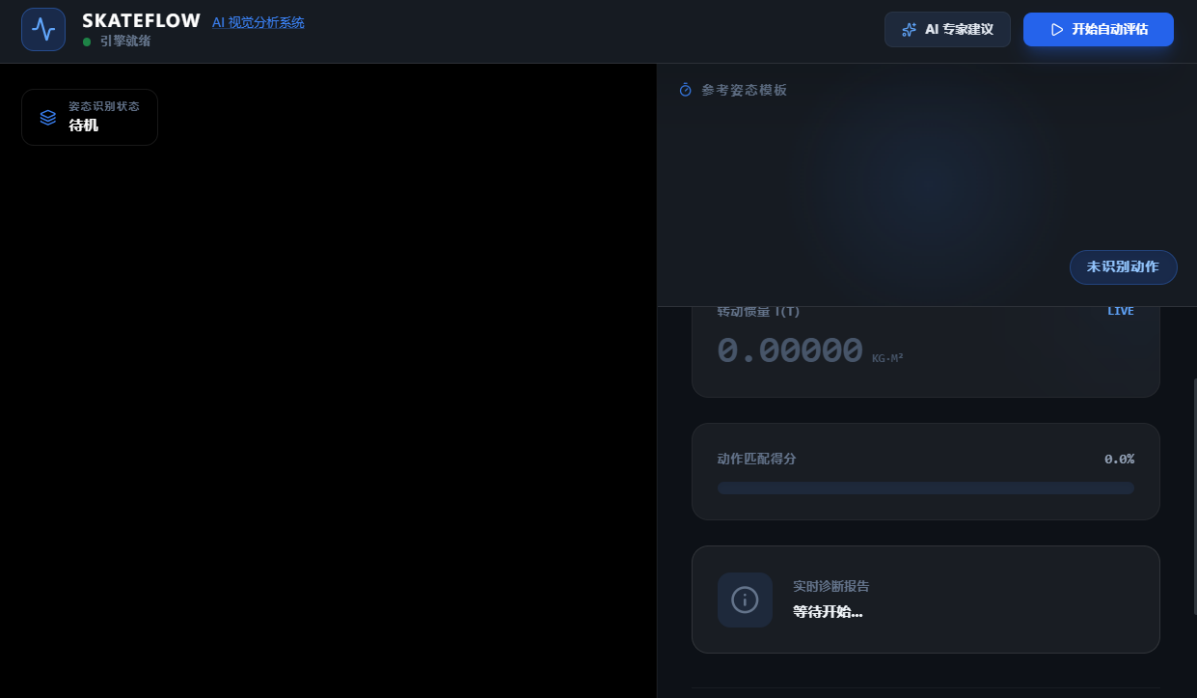 SKATEFLOW AI 视觉分析系统
引擎就绪
AI 专家建议
开始自动评估
姿态识别状态
待机
参考姿态模板
未识别动作
转动惯量 I(T)
LIVE
0.00000 KG·M²
动作匹配得分
0.0%
实时诊断报告
等待开始...